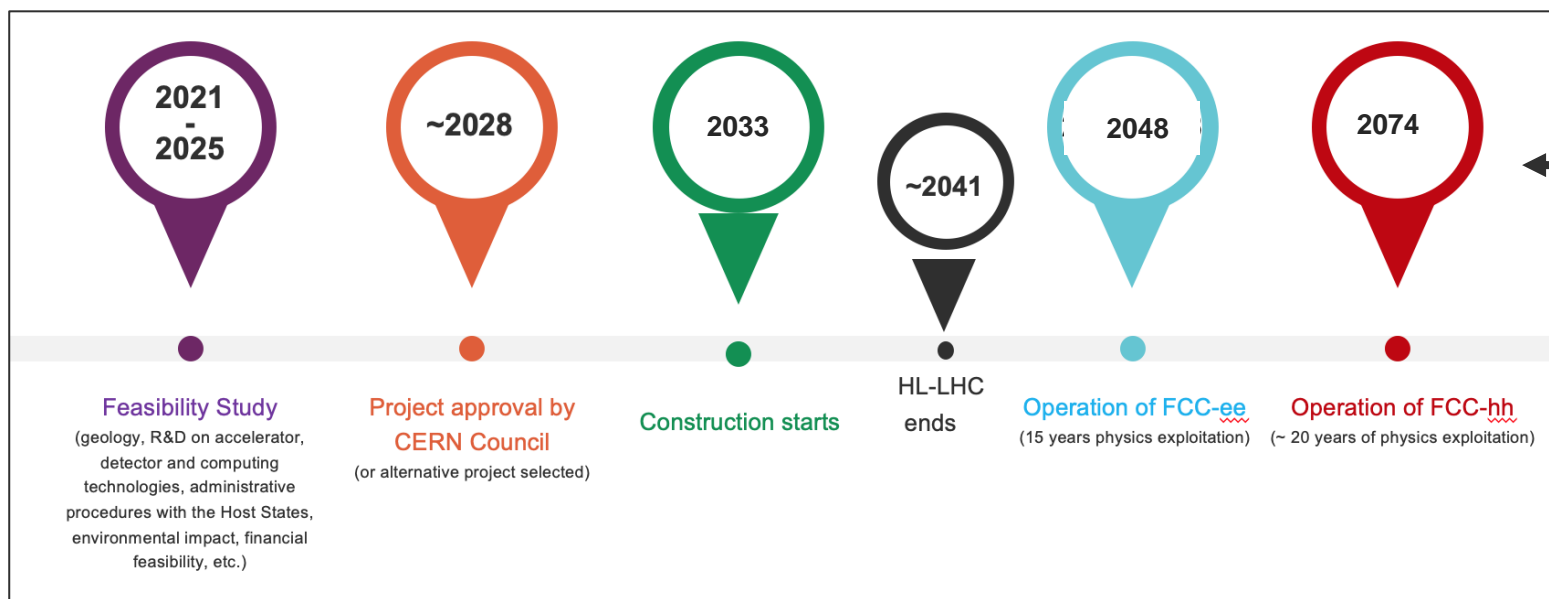 2021
-
2025
~2028
2033
~2041
2048
2074
Feasibility Study
(geology, R&D on accelerator,
detector and computing
technologies, administrative
procedures with the Host States,
environmental impact, financial
feasibility, etc.)
Project approval by
CERN Council
(or alternative project selected)
Construction starts
HL-LHC
ends
Operation of FCC-ee
(15 years physics exploitation)
Operation of FCC-hh
(~ 20 years of physics exploitation)